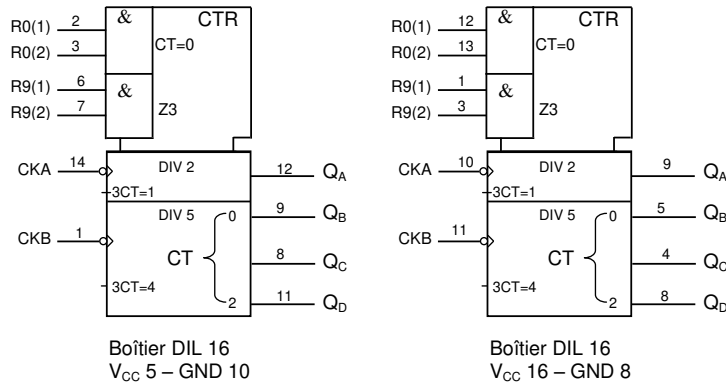 & CTR
R0(1) 2
R0(2) 3
CT=0
R9(1) 6
&
R9(2) 7
Z3
CKA 14
DIV 2
12 QA
3CT=1
DIV 5
0
9 QB
CKB 1
CT
8 QC
3CT=4
2
11 QD
Boîtier DIL 16
VCC 5 – GND 10
& CTR
R0(1) 12
R0(2) 13
CT=0
R9(1) 1
&
R9(2) 3
Z3
CKA 10
DIV 2
9 QA
3CT=1
DIV 5
0
5 QB
CKB 11
CT
4 QC
3CT=4
2
8 QD
Boîtier DIL 16
VCC 16 – GND 8